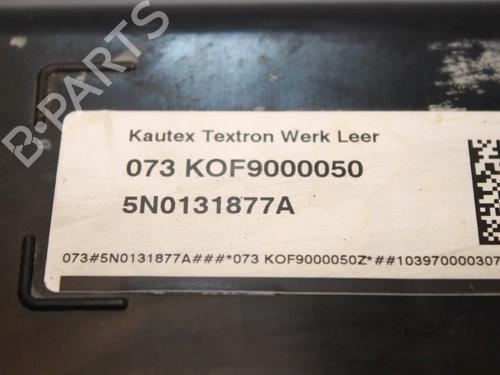 B-PARTS
Kautex Textron Werk Leer
073 KOF9000050
5N0131877A
073#5N0131877A###*073 KOF9000050Z*##103970000307